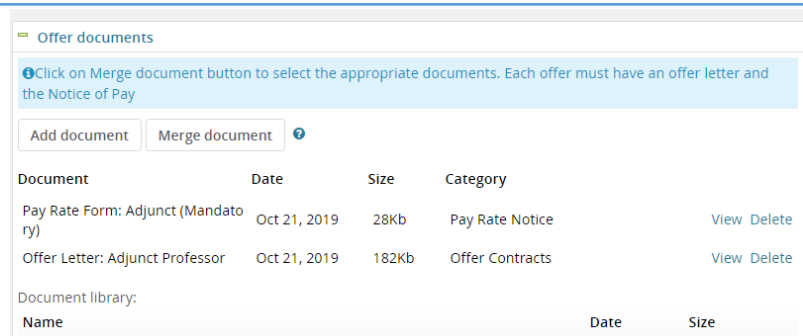 Offer documents
Click on Merge document button to select the appropriate documents. Each offer must have an offer letter and
the Notice of Pay
Add document Merge document ?
Document Date Size Category
Pay Rate Form: Adjunct (Mandato
ry) Oct 21, 2019 28Kb Pay Rate Notice View Delete
Offer Letter: Adjunct Professor Oct 21, 2019 182Kb Offer Contracts View Delete
Document library:
Name Date Size